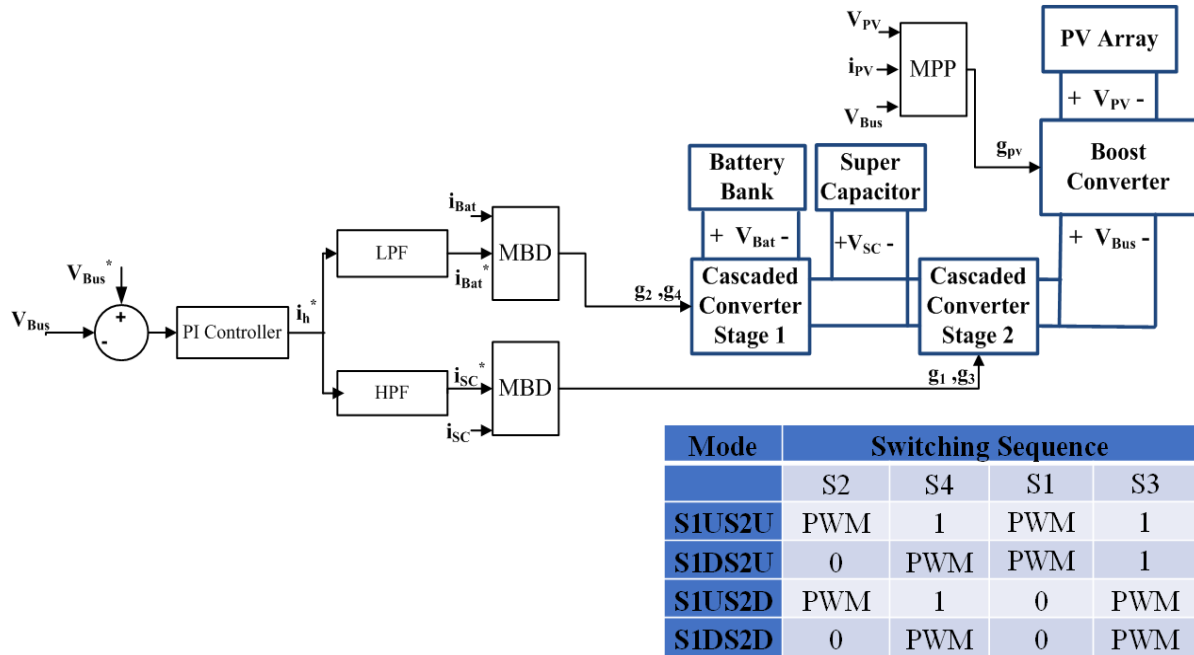 V_PV
i_PV
V_Bus
MPP
g_pv
PV Array
+ V_PV -
Boost
Converter
+ V_Bus -
Battery
Bank
Super
Capacitor
+ V_Bat -
+V_SC -
Cascaded
Converter
Stage 1
Cascaded
Converter
Stage 2
V_Bus*
V_Bus
+
-
PI Controller
i_h*
LPF
i_Bat
i_Bat*
MBD
g_2 ,g_4
HPF
i_SC*
i_SC
MBD
g_1 ,g_3
Mode Switching Sequence
S2 S4 S1 S3
S1US2U PWM 1 PWM 1
S1DS2U 0 PWM PWM 1
S1US2D PWM 1 0 PWM
S1DS2D 0 PWM 0 PWM